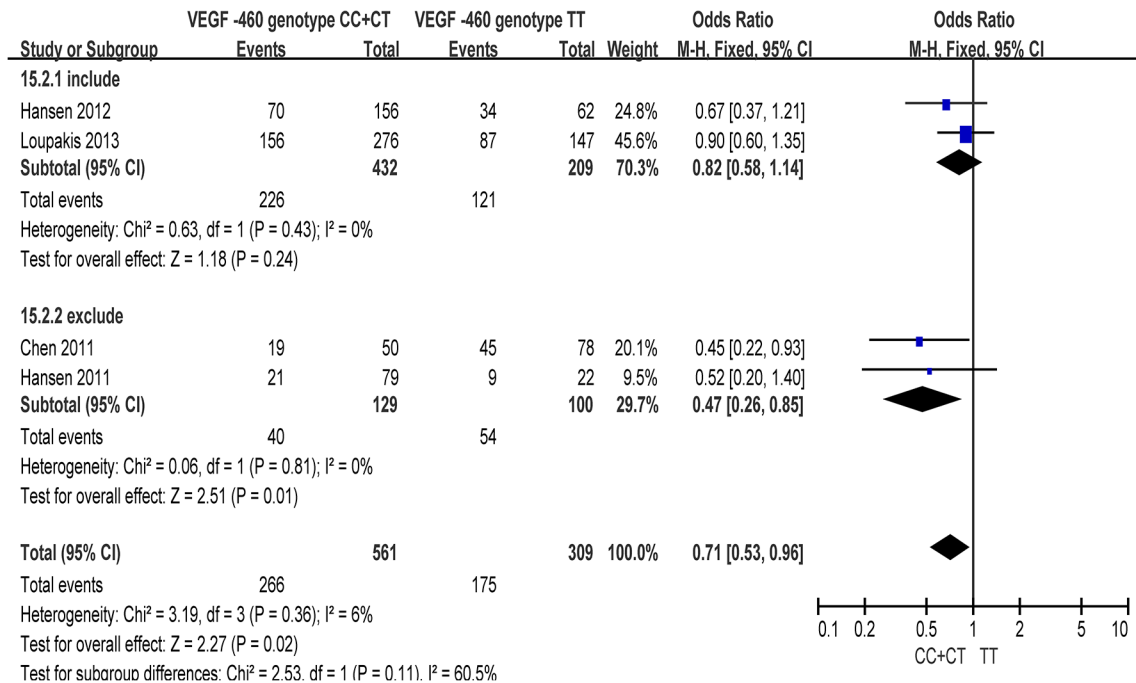 VEGF -460 genotype CC+CT VEGF -460 genotype TT Odds Ratio Odds Ratio
Study or Subgroup Events Total Events Total Weight M-H, Fixed, 95% CI M-H, Fixed, 95% CI
15.2.1 include
Hansen 2012 70 156 34 62 24.8% 0.67 [0.37, 1.21]
Loupakis 2013 156 276 87 147 45.6% 0.90 [0.60, 1.35]
Subtotal (95% CI) 432 209 70.3% 0.82 [0.58, 1.14]
Total events 226 121
Heterogeneity: Chi² = 0.63, df = 1 (P = 0.43); I² = 0%
Test for overall effect: Z = 1.18 (P = 0.24)
15.2.2 exclude
Chen 2011 19 50 45 78 20.1% 0.45 [0.22, 0.93]
Hansen 2011 21 79 9 22 9.5% 0.52 [0.20, 1.40]
Subtotal (95% CI) 129 100 29.7% 0.47 [0.26, 0.85]
Total events 40 54
Heterogeneity: Chi² = 0.06, df = 1 (P = 0.81); I² = 0%
Test for overall effect: Z = 2.51 (P = 0.01)
Total (95% CI) 561 309 100.0% 0.71 [0.53, 0.96]
Total events 266 175
Heterogeneity: Chi² = 3.19, df = 3 (P = 0.36); I² = 6%
Test for overall effect: Z = 2.27 (P = 0.02)
Test for subgroup differences: Chi² = 2.53, df = 1 (P = 0.11), I² = 60.5%
0.1 0.2 0.5 1 2 5 10
CC+CT TT